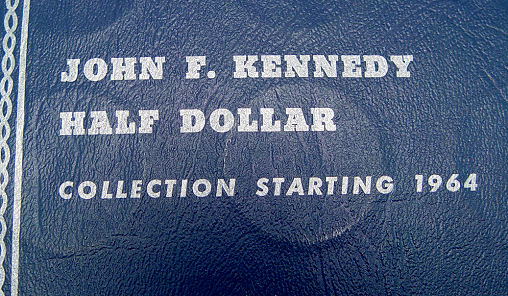 JOHN F. KENNEDY
HALF DOLLAR
COLLECTION STARTING 1964